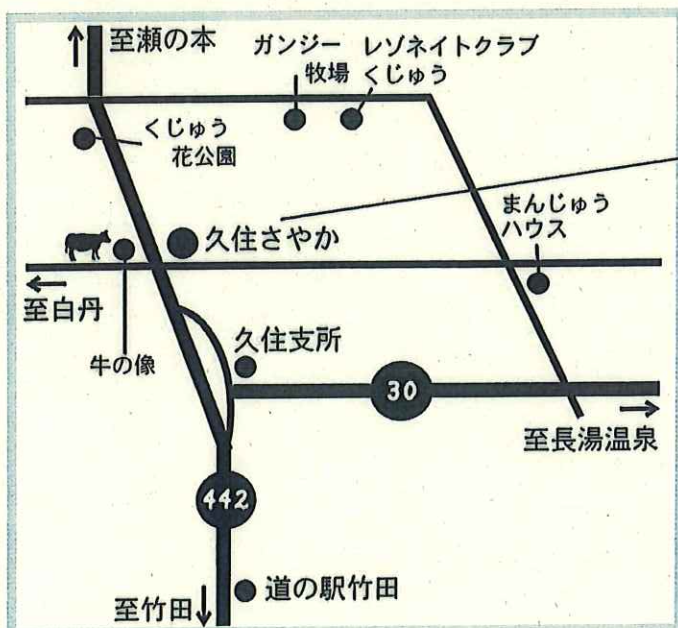 至瀬の本
ガンジー
牧場
レゾネイトクラブ
くじゅう
くじゅう
花公園
まんじゅう
ハウス
久住さやか
至白丹
牛の像
久住支所
30
至長湯温泉
442
道の駅竹田
至竹田